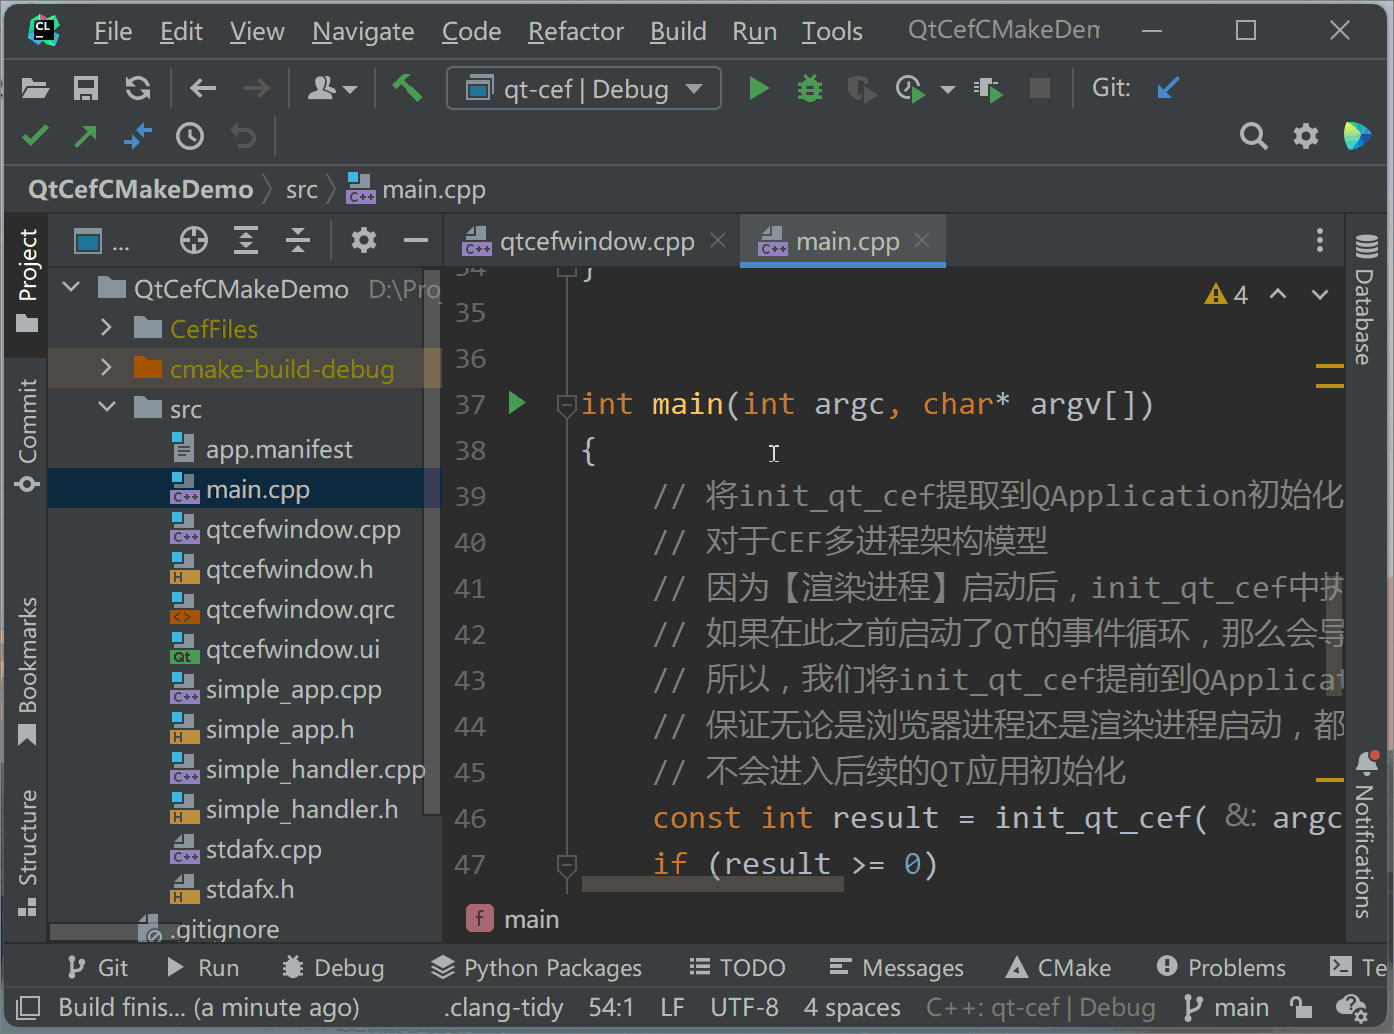 CL File Edit View Navigate Code Refactor Build Run Tools QtCefCMakeDem
qt-cef | Debug Git:
QtCefCMakeDemo src C++ main.cpp
Project
Commit
Bookmarks
Structure
...
QtCefCMakeDemo D:\Pro
CefFiles
cmake-build-debug
src
app.manifest
C++ main.cpp
C++ qtcefwindow.cpp
H qtcefwindow.h
<> qtcefwindow.qrc
Qt qtcefwindow.ui
C++ simple_app.cpp
H simple_app.h
C++ simple_handler.cpp
H simple_handler.h
C++ stdafx.cpp
H stdafx.h
.gitignore
C++ qtcefwindow.cpp C++ main.cpp
4
34 }
35
36
37 int main(int argc, char* argv[])
38 {
39 // 将init_qt_cef提取到QApplication初始化
40 // 对于CEF多进程架构模型
41 // 因为【渲染进程】启动后，init_qt_cef中执
42 // 如果在此之前启动了QT的事件循环，那么会导
43 // 所以，我们将init_qt_cef提前到QApplicat
44 // 保证无论是浏览器进程还是渲染进程启动，都
45 // 不会进入后续的QT应用初始化
46 const int result = init_qt_cef( &: argc
47 if (result >= 0)
f main
Database
Notifications
Git Run Debug Python Packages TODO Messages CMake Problems Te
Build finis... (a minute ago) .clang-tidy 54:1 LF UTF-8 4 spaces C++: qt-cef | Debug main